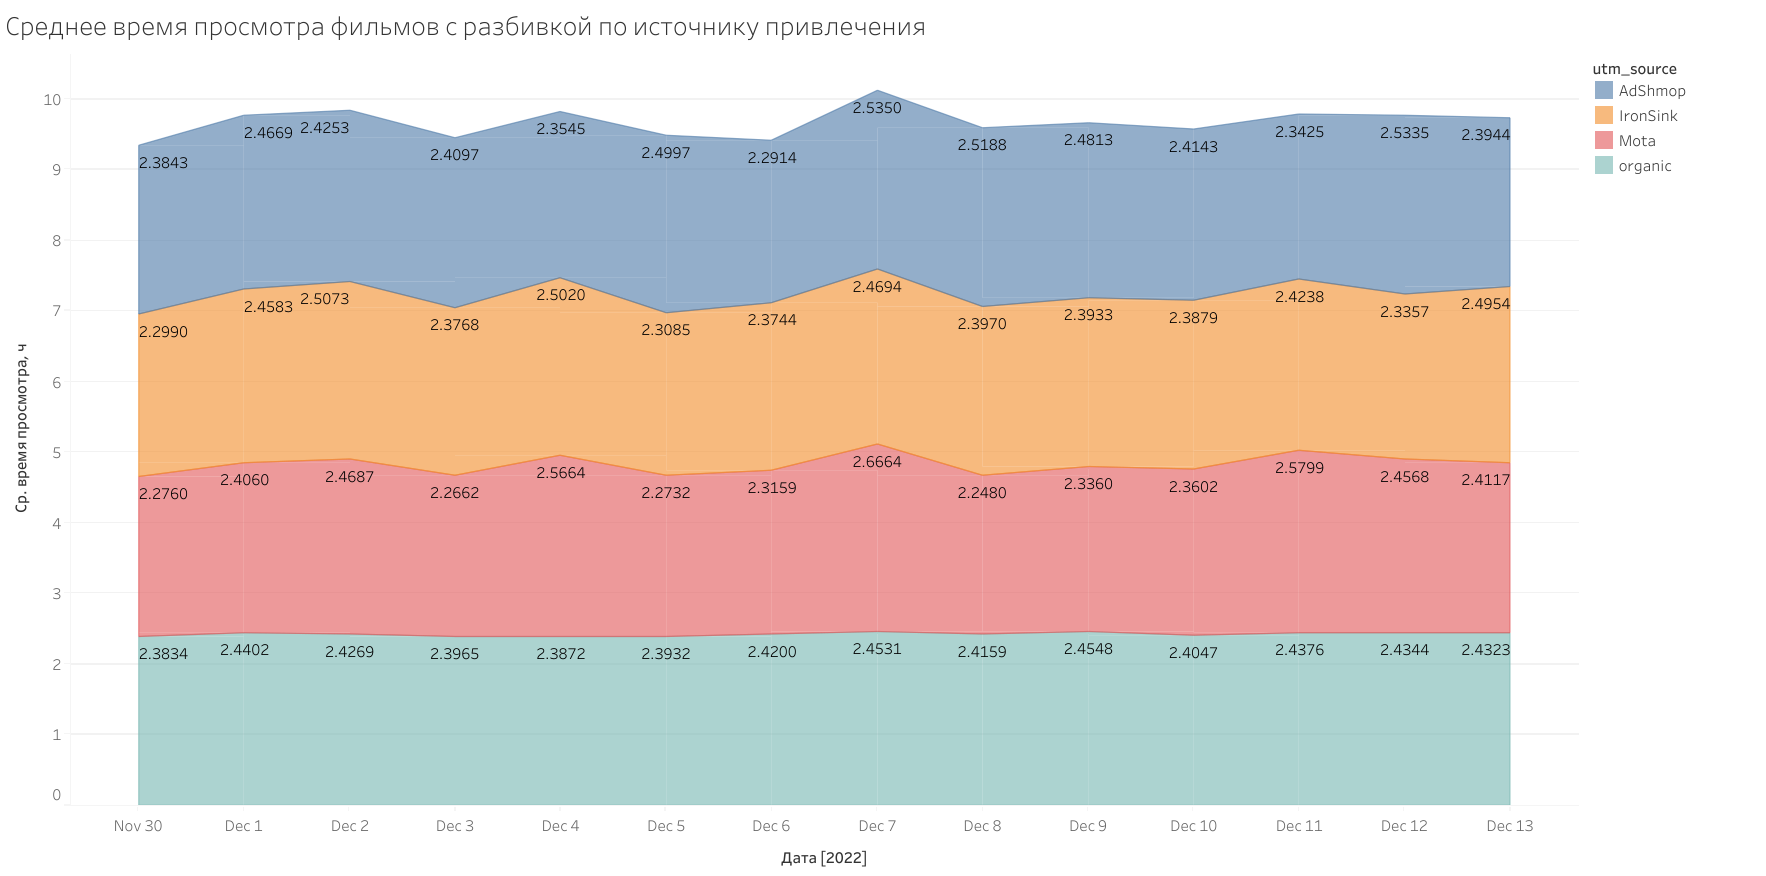 Среднее время просмотра фильмов с разбивкой по источнику привлечения
utm_source
AdShmop
IronSink
Mota
organic
Ср. время просмотра, ч
10
9
8
7
6
5
4
3
2
1
0
2.3843 2.4669 2.4253 2.4097 2.3545 2.4997 2.2914 2.5350 2.5188 2.4813 2.4143 2.3425 2.5335 2.3944
2.2990 2.4583 2.5073 2.3768 2.5020 2.3085 2.3744 2.4694 2.3970 2.3933 2.3879 2.4238 2.3357 2.4954
2.2760 2.4060 2.4687 2.2662 2.5664 2.2732 2.3159 2.6664 2.2480 2.3360 2.3602 2.5799 2.4568 2.4117
2.3834 2.4402 2.4269 2.3965 2.3872 2.3932 2.4200 2.4531 2.4159 2.4548 2.4047 2.4376 2.4344 2.4323
Nov 30 Dec 1 Dec 2 Dec 3 Dec 4 Dec 5 Dec 6 Dec 7 Dec 8 Dec 9 Dec 10 Dec 11 Dec 12 Dec 13
Дата [2022]